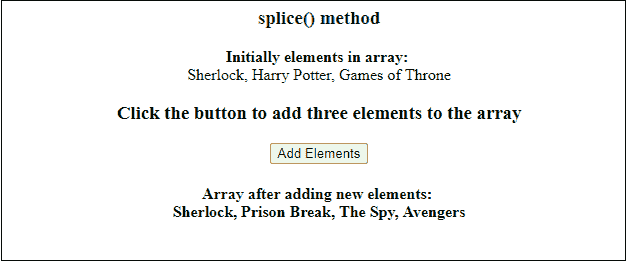 splice() method
Initially elements in array:
Sherlock, Harry Potter, Games of Throne
Click the button to add three elements to the array
Add Elements
Array after adding new elements:
Sherlock, Prison Break, The Spy, Avengers